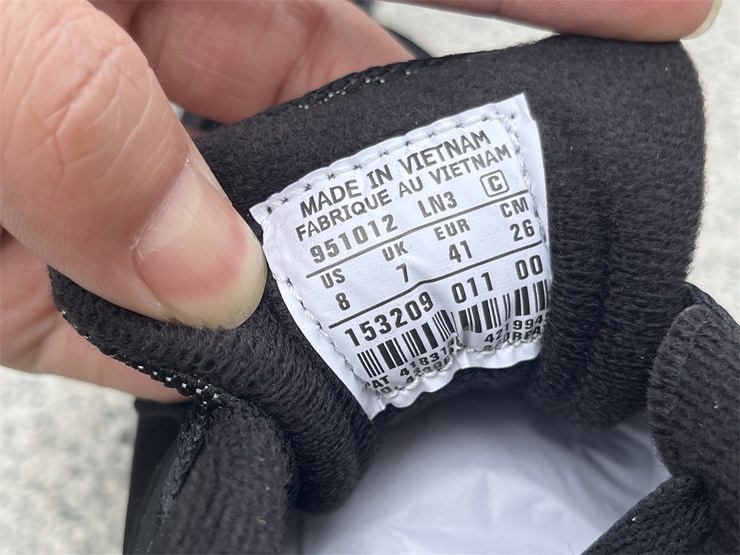 MADE IN VIETNAM
FABRIQUE AU VIETNAM
951012 LN3 C
US UK EUR CM
8 7 41 26
153209 011 00